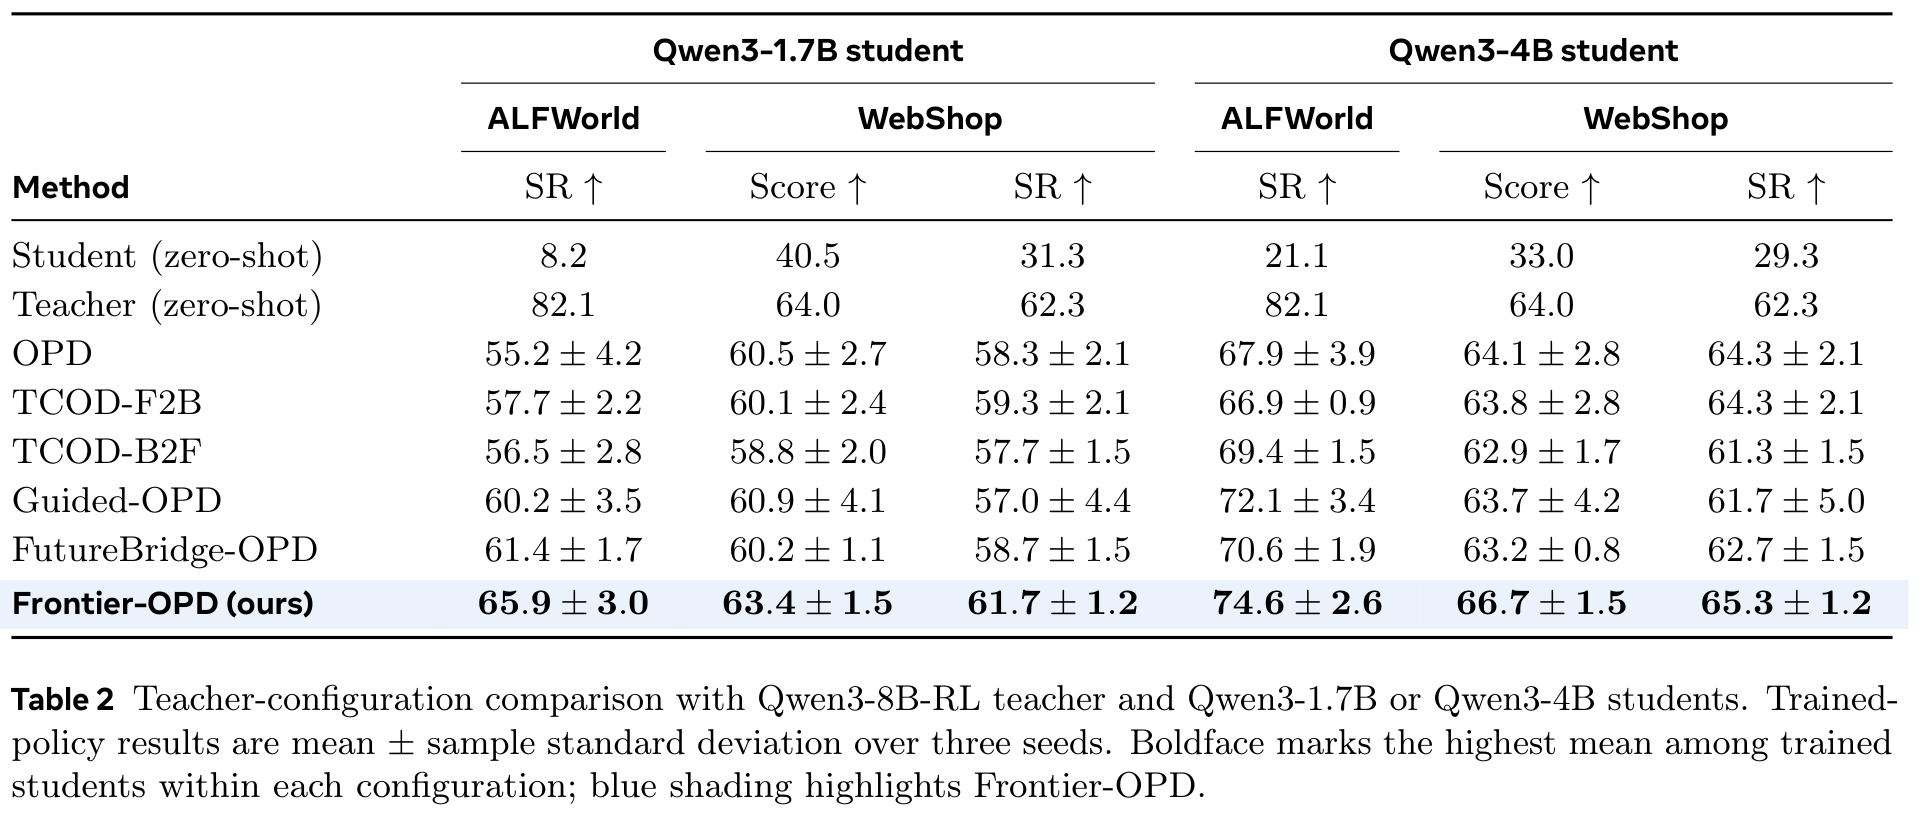 Qwen3-1.7B student Qwen3-4B student
ALFWorld WebShop ALFWorld WebShop
Method SR ↑ Score ↑ SR ↑ SR ↑ Score ↑ SR ↑
Student (zero-shot) 8.2 40.5 31.3 21.1 33.0 29.3
Teacher (zero-shot) 82.1 64.0 62.3 82.1 64.0 62.3
OPD 55.2 ± 4.2 60.5 ± 2.7 58.3 ± 2.1 67.9 ± 3.9 64.1 ± 2.8 64.3 ± 2.1
TCOD-F2B 57.7 ± 2.2 60.1 ± 2.4 59.3 ± 2.1 66.9 ± 0.9 63.8 ± 2.8 64.3 ± 2.1
TCOD-B2F 56.5 ± 2.8 58.8 ± 2.0 57.7 ± 1.5 69.4 ± 1.5 62.9 ± 1.7 61.3 ± 1.5
Guided-OPD 60.2 ± 3.5 60.9 ± 4.1 57.0 ± 4.4 72.1 ± 3.4 63.7 ± 4.2 61.7 ± 5.0
FutureBridge-OPD 61.4 ± 1.7 60.2 ± 1.1 58.7 ± 1.5 70.6 ± 1.9 63.2 ± 0.8 62.7 ± 1.5
Frontier-OPD (ours) 65.9 ± 3.0 63.4 ± 1.5 61.7 ± 1.2 74.6 ± 2.6 66.7 ± 1.5 65.3 ± 1.2
Table 2 Teacher-configuration comparison with Qwen3-8B-RL teacher and Qwen3-1.7B or Qwen3-4B students. Trained-
policy results are mean ± sample standard deviation over three seeds. Boldface marks the highest mean among trained
students within each configuration; blue shading highlights Frontier-OPD.